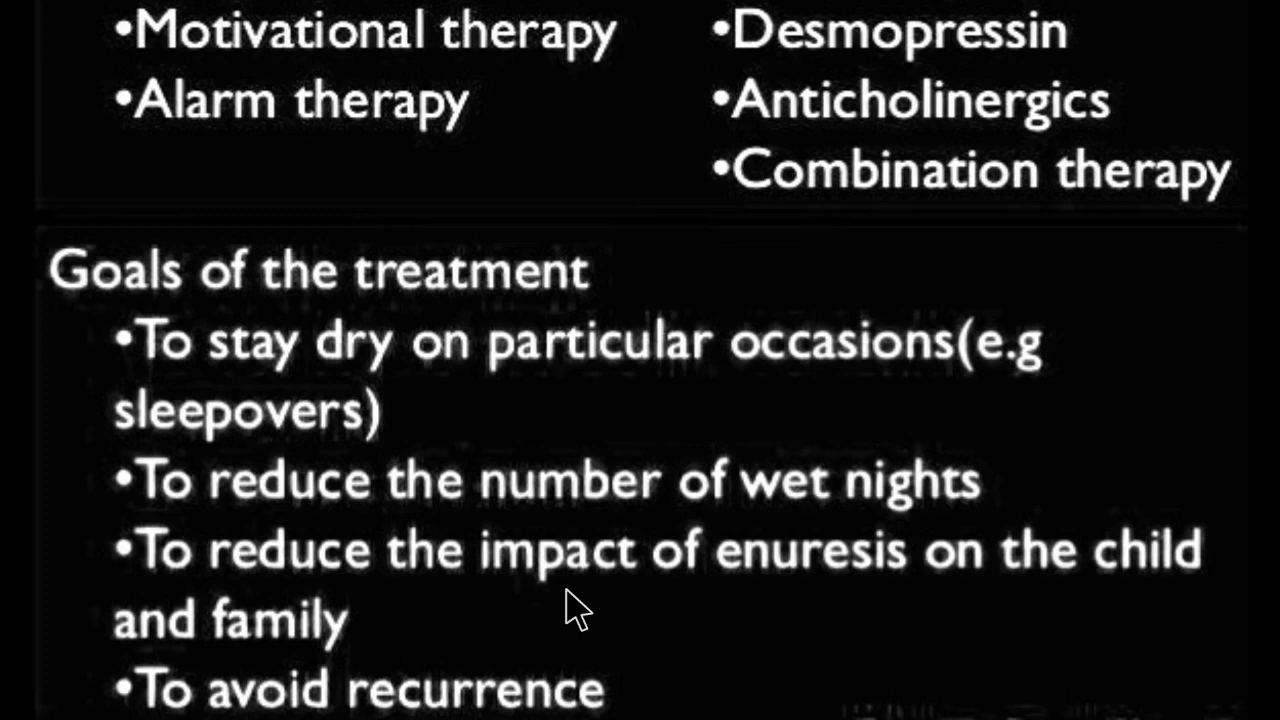 •Motivational therapy
•Alarm therapy
•Desmopressin
•Anticholinergics
•Combination therapy
Goals of the treatment
•To stay dry on particular occasions(e.g
sleepovers)
•To reduce the number of wet nights
•To reduce the impact of enuresis on the child
and family
•To avoid recurrence